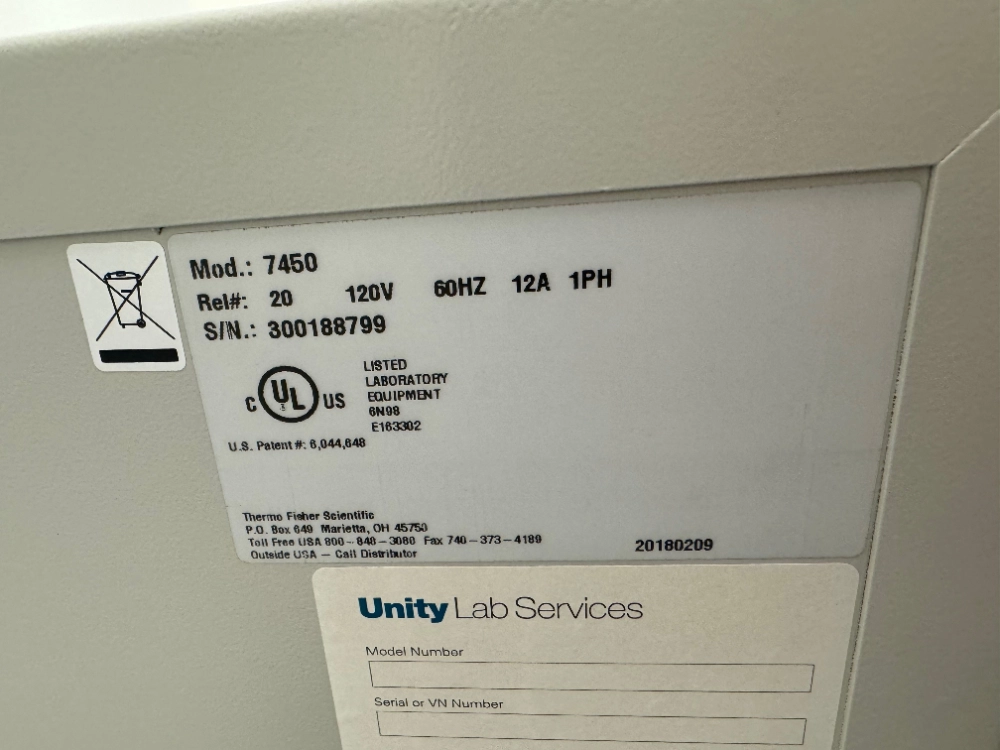 Mod.: 7450
Rel#: 20 120V 60HZ 12A 1PH
S/N.: 300188799
C UL US
LISTED
LABORATORY
EQUIPMENT
6N98
E163302
U.S. Patent #: 6,044,648
Thermo Fisher Scientific
P.O. Box 649 Marietta, OH 45750
Toll Free USA 800-848-3080 Fax 740-373-4189
Outside USA - Call Distributor
20180209
Unity Lab Services
Model Number
Serial or VN Number